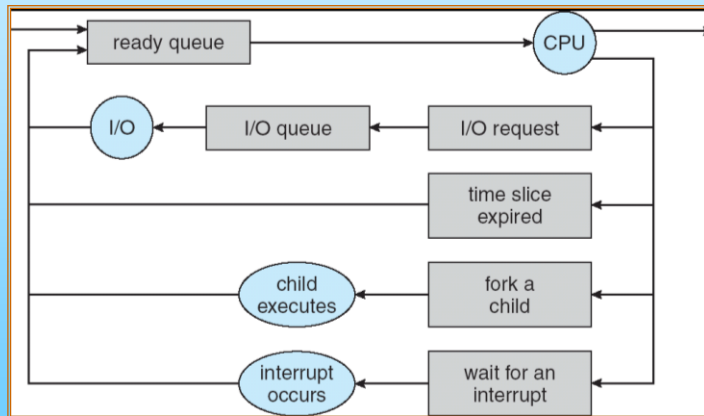 ready queue
CPU
I/O
I/O queue
I/O request
time slice
expired
child
executes
fork a
child
interrupt
occurs
wait for an
interrupt